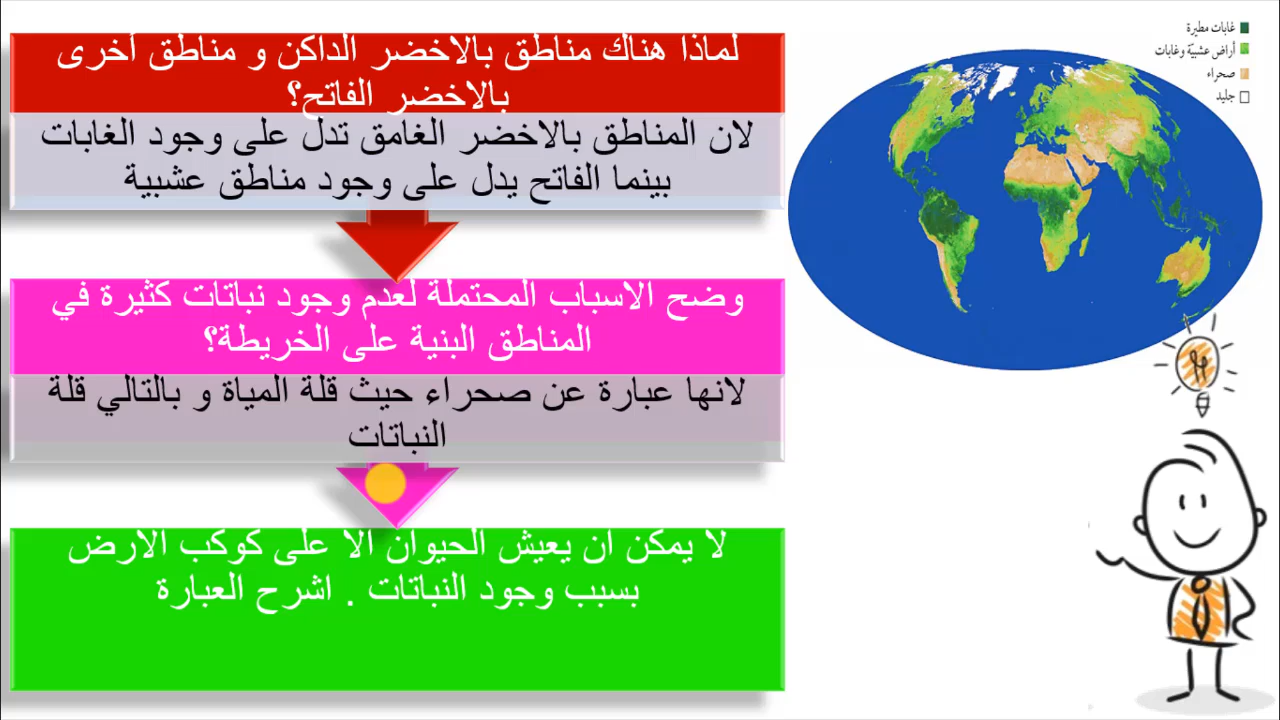 لماذا هناك مناطق بالاخضر الداكن و مناطق أخرى
بالاخضر الفاتح؟
لان المناطق بالاخضر الغامق تدل على وجود الغابات
بينما الفاتح يدل على وجود مناطق عشبية
وضح الاسباب المحتملة لعدم وجود نباتات كثيرة في
المناطق البنية على الخريطة؟
لانها عبارة عن صحراء حيث قلة المياة و بالتالي قلة
النباتات
لا يمكن ان يعيش الحيوان الا على كوكب الارض
بسبب وجود النباتات . اشرح العبارة
غابات مطيرة
أراض عشبيّة وغابات
صحراء
جليد